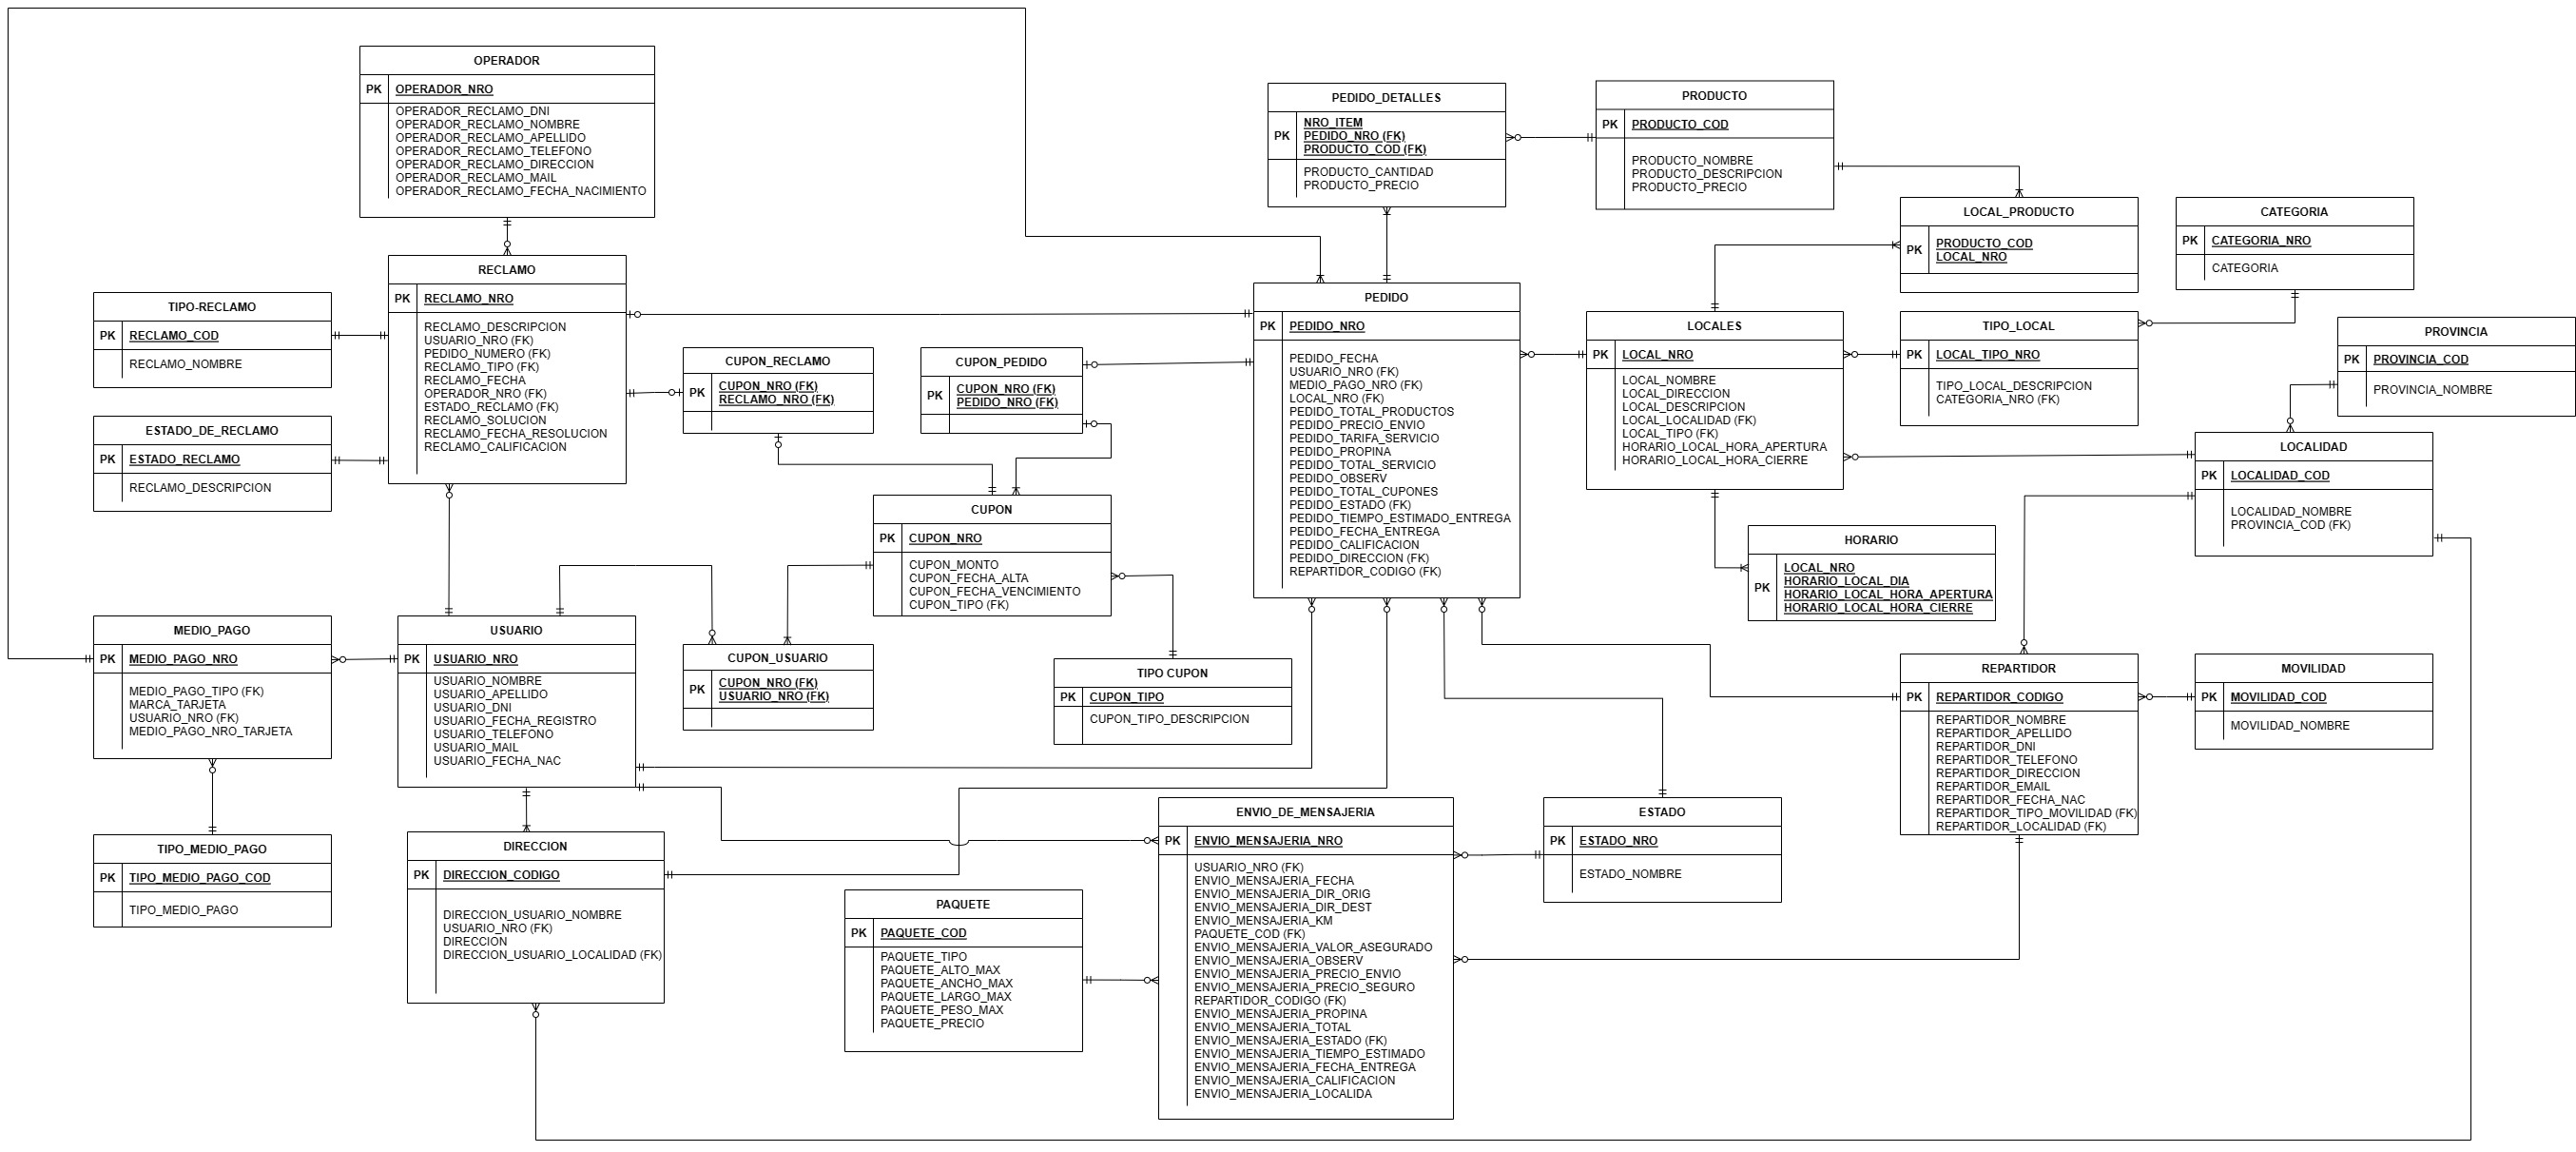 OPERADOR
PK OPERADOR_NRO
OPERADOR_RECLAMO_DNI
OPERADOR_RECLAMO_NOMBRE
OPERADOR_RECLAMO_APELLIDO
OPERADOR_RECLAMO_TELEFONO
OPERADOR_RECLAMO_DIRECCION
OPERADOR_RECLAMO_MAIL
OPERADOR_RECLAMO_FECHA_NACIMIENTO
PEDIDO_DETALLES
NRO_ITEM
PK PEDIDO_NRO (FK)
PRODUCTO_COD (FK)
PRODUCTO_CANTIDAD
PRODUCTO_PRECIO
PRODUCTO
PK PRODUCTO_COD
PRODUCTO_NOMBRE
PRODUCTO_DESCRIPCION
PRODUCTO_PRECIO
LOCAL_PRODUCTO
PK PRODUCTO_COD
LOCAL_NRO
CATEGORIA
PK CATEGORIA_NRO
CATEGORIA
RECLAMO
PK RECLAMO_NRO
RECLAMO_DESCRIPCION
USUARIO_NRO (FK)
PEDIDO_NUMERO (FK)
RECLAMO_TIPO (FK)
RECLAMO_FECHA
OPERADOR_NRO (FK)
ESTADO_RECLAMO (FK)
RECLAMO_SOLUCION
RECLAMO_FECHA_RESOLUCION
RECLAMO_CALIFICACION
TIPO-RECLAMO
PK RECLAMO_COD
RECLAMO_NOMBRE
ESTADO_DE_RECLAMO
PK ESTADO_RECLAMO
RECLAMO_DESCRIPCION
CUPON_RECLAMO
PK CUPON_NRO (FK)
RECLAMO_NRO (FK)
CUPON_PEDIDO
PK CUPON_NRO (FK)
PEDIDO_NRO (FK)
PEDIDO
PK PEDIDO_NRO
PEDIDO_FECHA
USUARIO_NRO (FK)
MEDIO_PAGO_NRO (FK)
LOCAL_NRO (FK)
PEDIDO_TOTAL_PRODUCTOS
PEDIDO_PRECIO_ENVIO
PEDIDO_TARIFA_SERVICIO
PEDIDO_PROPINA
PEDIDO_TOTAL_SERVICIO
PEDIDO_OBSERV
PEDIDO_TOTAL_CUPONES
PEDIDO_ESTADO (FK)
PEDIDO_TIEMPO_ESTIMADO_ENTREGA
PEDIDO_FECHA_ENTREGA
PEDIDO_CALIFICACION
PEDIDO_DIRECCION (FK)
REPARTIDOR_CODIGO (FK)
LOCALES
PK LOCAL_NRO
LOCAL_NOMBRE
LOCAL_DIRECCION
LOCAL_DESCRIPCION
LOCAL_LOCALIDAD (FK)
LOCAL_TIPO (FK)
HORARIO_LOCAL_HORA_APERTURA
HORARIO_LOCAL_HORA_CIERRE
TIPO_LOCAL
PK LOCAL_TIPO_NRO
TIPO_LOCAL_DESCRIPCION
CATEGORIA_NRO (FK)
PROVINCIA
PK PROVINCIA_COD
PROVINCIA_NOMBRE
LOCALIDAD
PK LOCALIDAD_COD
LOCALIDAD_NOMBRE
PROVINCIA_COD (FK)
CUPON
PK CUPON_NRO
CUPON_MONTO
CUPON_FECHA_ALTA
CUPON_FECHA_VENCIMIENTO
CUPON_TIPO (FK)
HORARIO
LOCAL_NRO
HORARIO_LOCAL_DIA
PK HORARIO_LOCAL_HORA_APERTURA
HORARIO_LOCAL_HORA_CIERRE
MEDIO_PAGO
PK MEDIO_PAGO_NRO
MEDIO_PAGO_TIPO (FK)
MARCA_TARJETA
USUARIO_NRO (FK)
MEDIO_PAGO_NRO_TARJETA
USUARIO
PK USUARIO_NRO
USUARIO_NOMBRE
USUARIO_APELLIDO
USUARIO_DNI
USUARIO_FECHA_REGISTRO
USUARIO_TELEFONO
USUARIO_MAIL
USUARIO_FECHA_NAC
CUPON_USUARIO
PK CUPON_NRO (FK)
USUARIO_NRO (FK)
TIPO CUPON
PK CUPON_TIPO
CUPON_TIPO_DESCRIPCION
REPARTIDOR
PK REPARTIDOR_CODIGO
REPARTIDOR_NOMBRE
REPARTIDOR_APELLIDO
REPARTIDOR_DNI
REPARTIDOR_TELEFONO
REPARTIDOR_DIRECCION
REPARTIDOR_EMAIL
REPARTIDOR_FECHA_NAC
REPARTIDOR_TIPO_MOVILIDAD (FK)
REPARTIDOR_LOCALIDAD (FK)
MOVILIDAD
PK MOVILIDAD_COD
MOVILIDAD_NOMBRE
TIPO_MEDIO_PAGO
PK TIPO_MEDIO_PAGO_COD
TIPO_MEDIO_PAGO
DIRECCION
PK DIRECCION_CODIGO
DIRECCION_USUARIO_NOMBRE
USUARIO_NRO (FK)
DIRECCION
DIRECCION_USUARIO_LOCALIDAD (FK)
PAQUETE
PK PAQUETE_COD
PAQUETE_TIPO
PAQUETE_ALTO_MAX
PAQUETE_ANCHO_MAX
PAQUETE_LARGO_MAX
PAQUETE_PESO_MAX
PAQUETE_PRECIO
ENVIO_DE_MENSAJERIA
PK ENVIO_MENSAJERIA_NRO
USUARIO_NRO (FK)
ENVIO_MENSAJERIA_FECHA
ENVIO_MENSAJERIA_DIR_ORIG
ENVIO_MENSAJERIA_DIR_DEST
ENVIO_MENSAJERIA_KM
PAQUETE_COD (FK)
ENVIO_MENSAJERIA_VALOR_ASEGURADO
ENVIO_MENSAJERIA_OBSERV
ENVIO_MENSAJERIA_PRECIO_ENVIO
ENVIO_MENSAJERIA_PRECIO_SEGURO
REPARTIDOR_CODIGO (FK)
ENVIO_MENSAJERIA_PROPINA
ENVIO_MENSAJERIA_TOTAL
ENVIO_MENSAJERIA_ESTADO (FK)
ENVIO_MENSAJERIA_TIEMPO_ESTIMADO
ENVIO_MENSAJERIA_FECHA_ENTREGA
ENVIO_MENSAJERIA_CALIFICACION
ENVIO_MENSAJERIA_LOCALIDA
ESTADO
PK ESTADO_NRO
ESTADO_NOMBRE